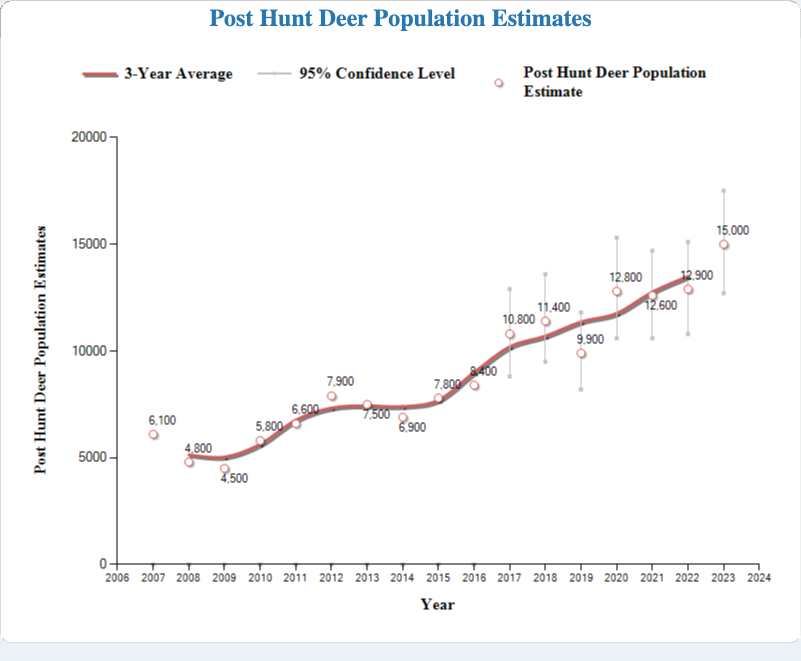 Post Hunt Deer Population Estimates
3-Year Average
95% Confidence Level
Post Hunt Deer Population
Estimate
20000
15000
10000
5000
0
Post Hunt Deer Population Estimates
6,100
4,800
4,500
5,800
6,600
7,900
7,500
6,900
7,800
8,400
10,800
11,400
9,900
12,800
12,600
12,900
15,000
2006 2007 2008 2009 2010 2011 2012 2013 2014 2015 2016 2017 2018 2019 2020 2021 2022 2023 2024
Year